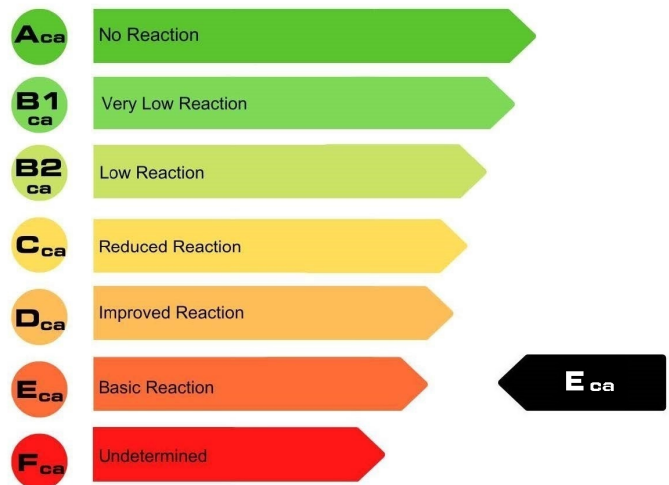 Aca No Reaction
B1 ca Very Low Reaction
B2 ca Low Reaction
Cca Reduced Reaction
Dca Improved Reaction
Eca Basic Reaction
E ca
Fca Undetermined